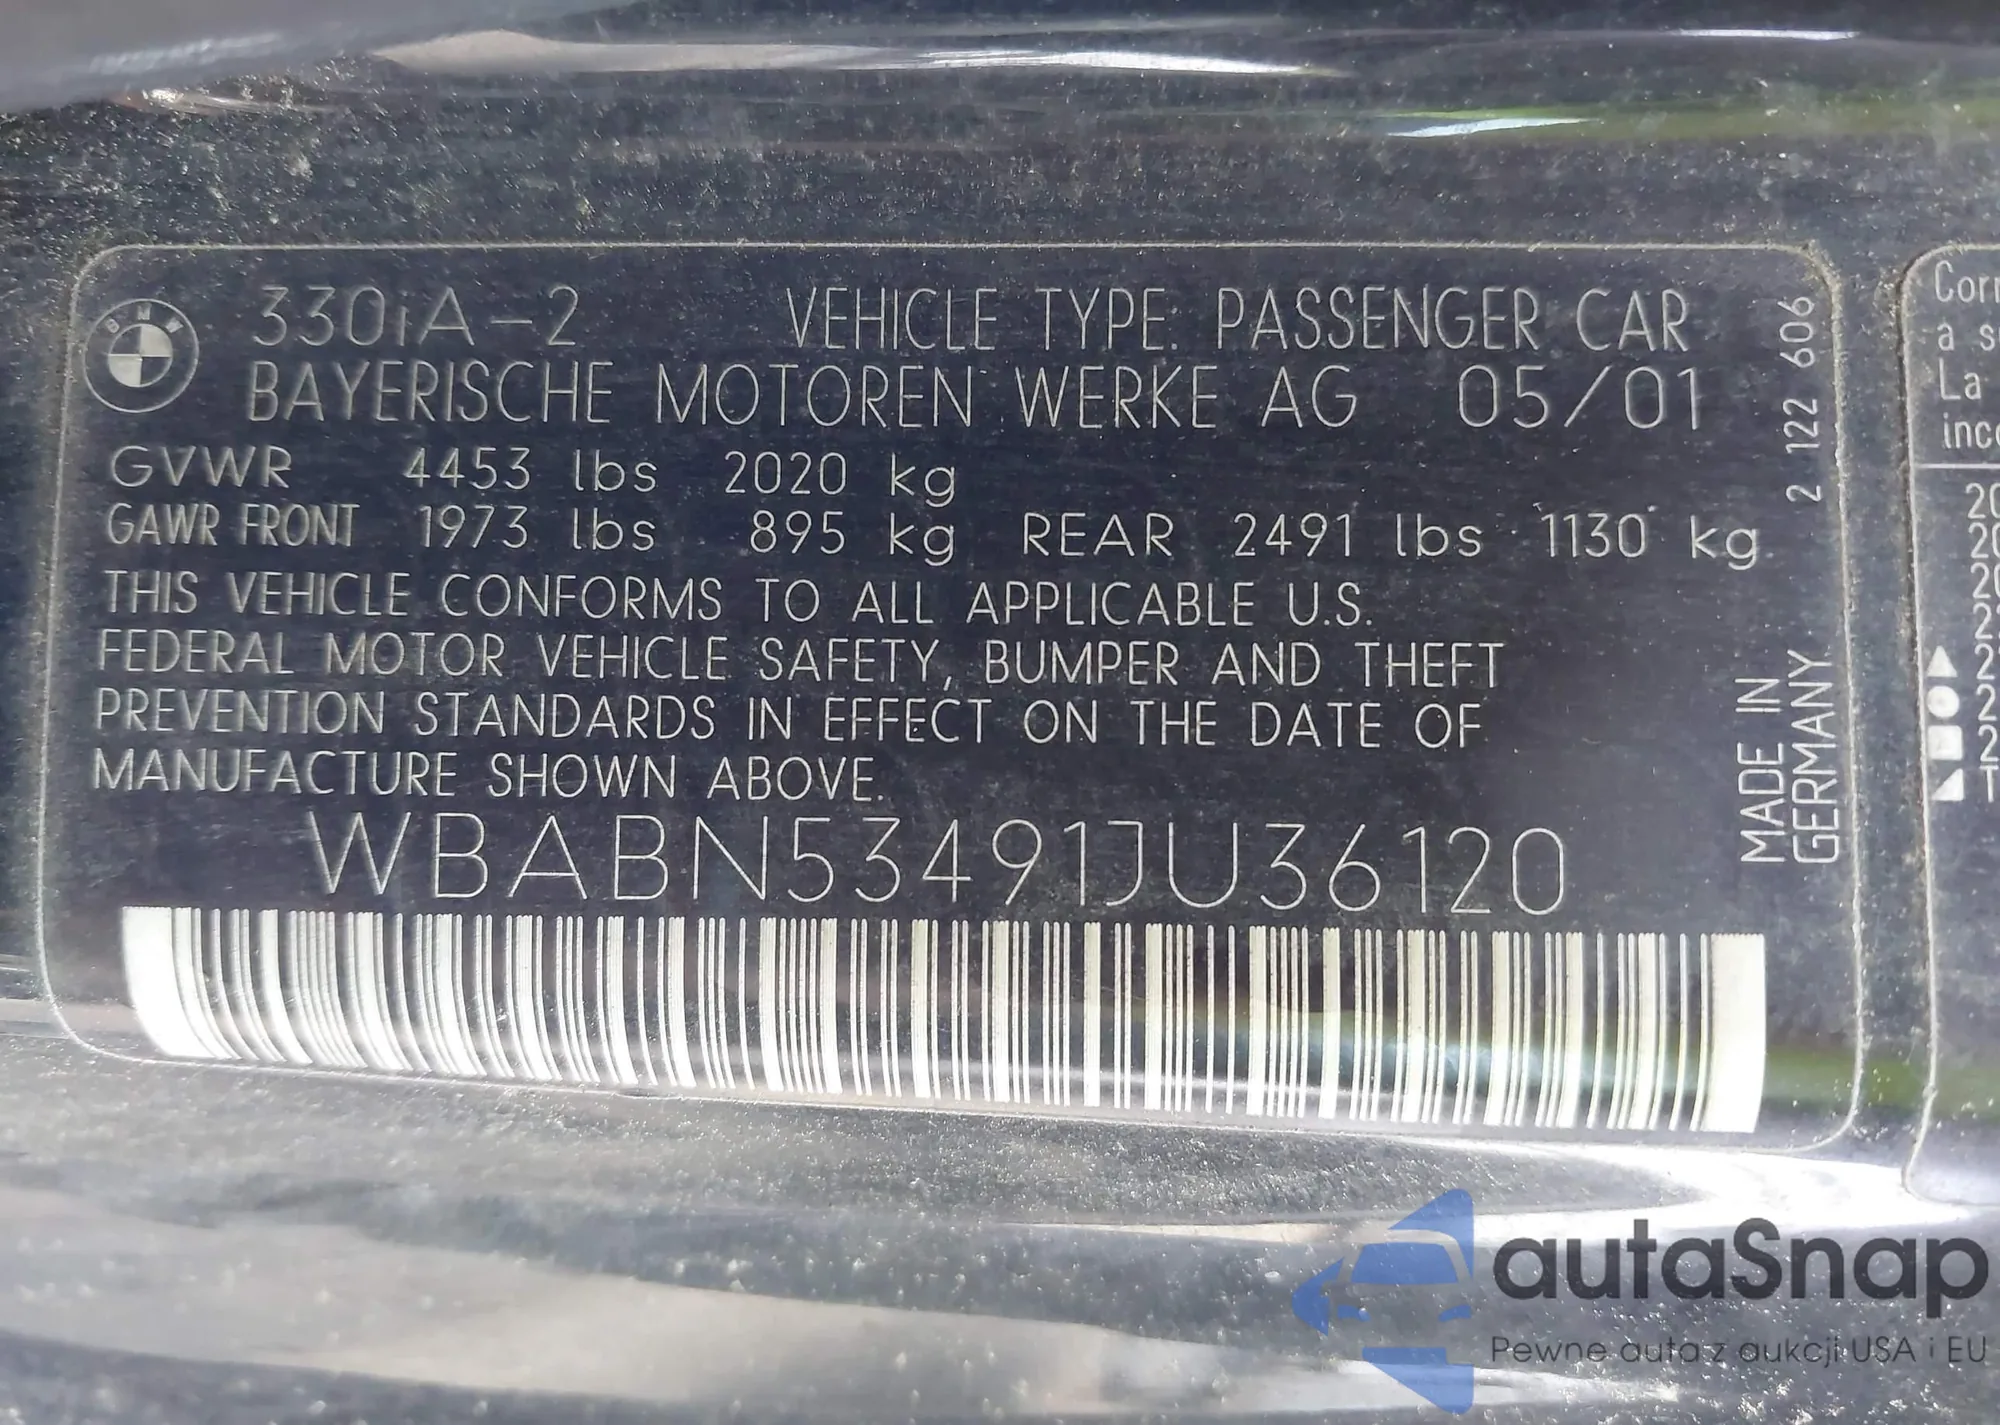 BMW
330iA-2 VEHICLE TYPE: PASSENGER CAR
BAYERISCHE MOTOREN WERKE AG 05/01
GVWR 4453 lbs 2020 kg
GAWR FRONT 1973 lbs 895 kg REAR 2491 lbs 1130 kg
THIS VEHICLE CONFORMS TO ALL APPLICABLE U.S.
FEDERAL MOTOR VEHICLE SAFETY, BUMPER AND THEFT
PREVENTION STANDARDS IN EFFECT ON THE DATE OF
MANUFACTURE SHOWN ABOVE.
WBABN53491JU36120
2 122 606
MADE IN
GERMANY
a
La
autaSnap
Pewne auta z aukcji USA i EU